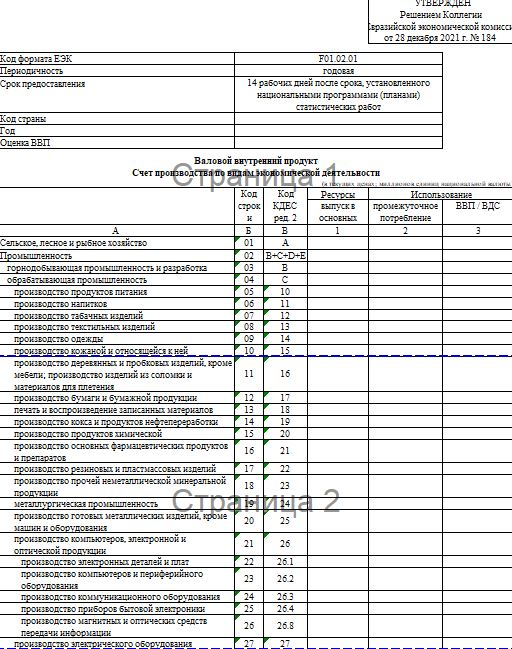 УТВЕРЖДЕН
Решением Коллегии
Евразийской экономической комисси
от 28 декабря 2021 г. № 184
Код формата ЕЭК F01.02.01
Периодичность годовая
Срок предоставления 14 рабочих дней после срока, установленного
национальными программами (планами)
статистических работ
Код страны
Год
Оценка ВВП
Валовой внутренний продукт
Страница 1
Счет производства по видам экономической деятельности
(в текущих ценах; миллионов единиц национальной валюты
Код строки Код КДЕС ред. 2 Ресурсы Использование
выпуск в основных промежуточное потребление ВВП / ВДС
А Б В 1 2 3
Сельское, лесное и рыбное хозяйство 01 A
Промышленность 02 B+C+D+E
горнодобывающая промышленность и разработка 03 B
обрабатывающая промышленность 04 C
производство продуктов питания 05 10
производство напитков 06 11
производство табачных изделий 07 12
производство текстильных изделий 08 13
производство одежды 09 14
производство кожаной и относящейся к ней 10 15
производство деревянных и пробковых изделий, кроме
мебели; производство изделий из соломки и 11 16
материалов для плетения
производство бумаги и бумажной продукции 12 17
печать и воспроизведение записанных материалов 13 18
производство кокса и продуктов нефтепереработки 14 19
производство продуктов химической 15 20
производство основных фармацевтических продуктов
и препаратов 16 21
производство резиновых и пластмассовых изделий 17 22
производство прочей неметаллической минеральной
продукции 18 23
Страница 2
металлургическая промышленность 19 24
производство готовых металлических изделий, кроме
машин и оборудования 20 25
производство компьютеров, электронной и
оптической продукции 21 26
производство электронных деталей и плат 22 26.1
производство компьютеров и периферийного
оборудования 23 26.2
производство коммуникационного оборудования 24 26.3
производство приборов бытовой электроники 25 26.4
производство магнитных и оптических средств
передачи информации 26 26.8
производство электрического оборудования 27 27